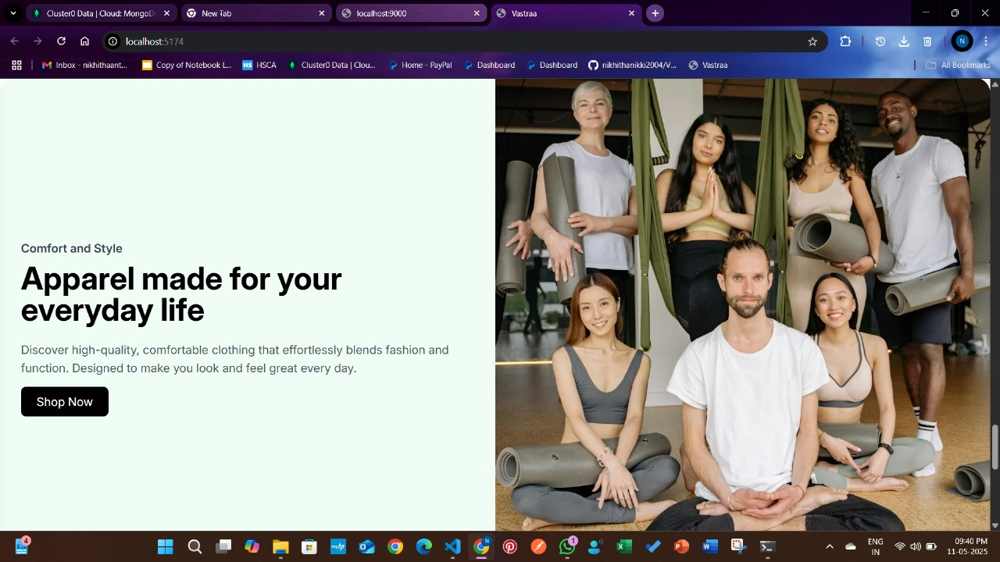 Cluster0 Data | Cloud: MongoD
New Tab
localhost:9000
Vastraa
localhost:5174
N
Inbox - nikhithaant...
Copy of Notebook L...
HS HSCA
Cluster0 Data | Clou...
Home - PayPal
Dashboard
Dashboard
nikhithanikki2004/V...
Vastraa
All Bookmarks
Comfort and Style
Apparel made for your
everyday life
Discover high-quality, comfortable clothing that effortlessly blends fashion and
function. Designed to make you look and feel great every day.
Shop Now
4
1
ENG
IN
09:40 PM
11-05-2025